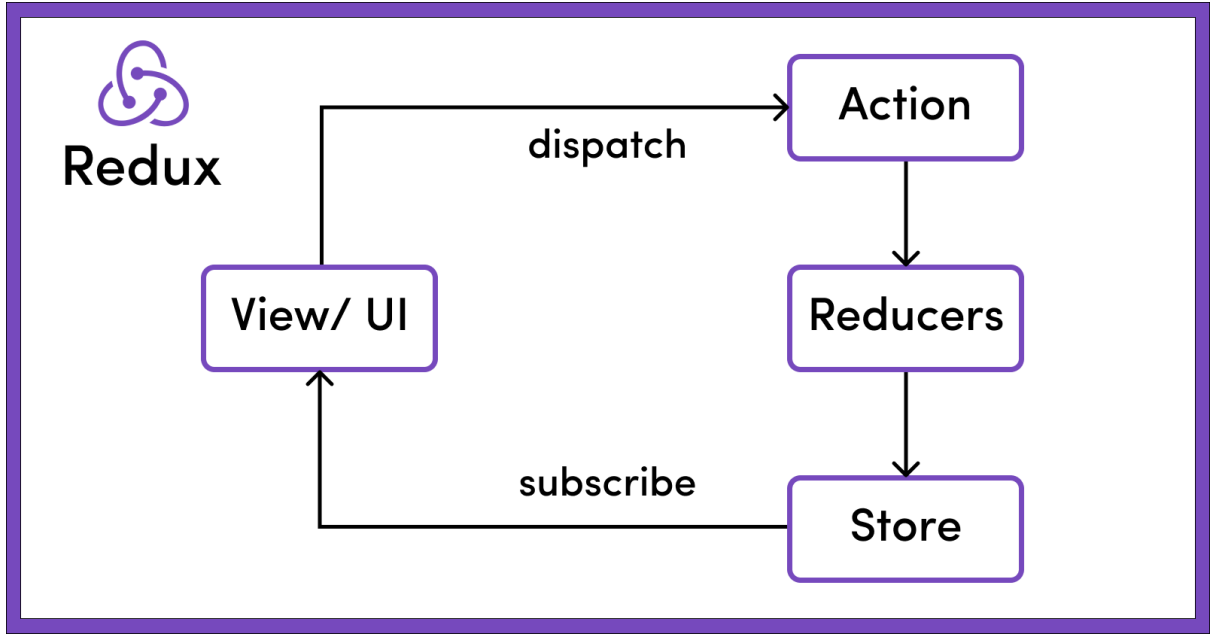 Redux
dispatch
Action
View/ UI
Reducers
subscribe
Store